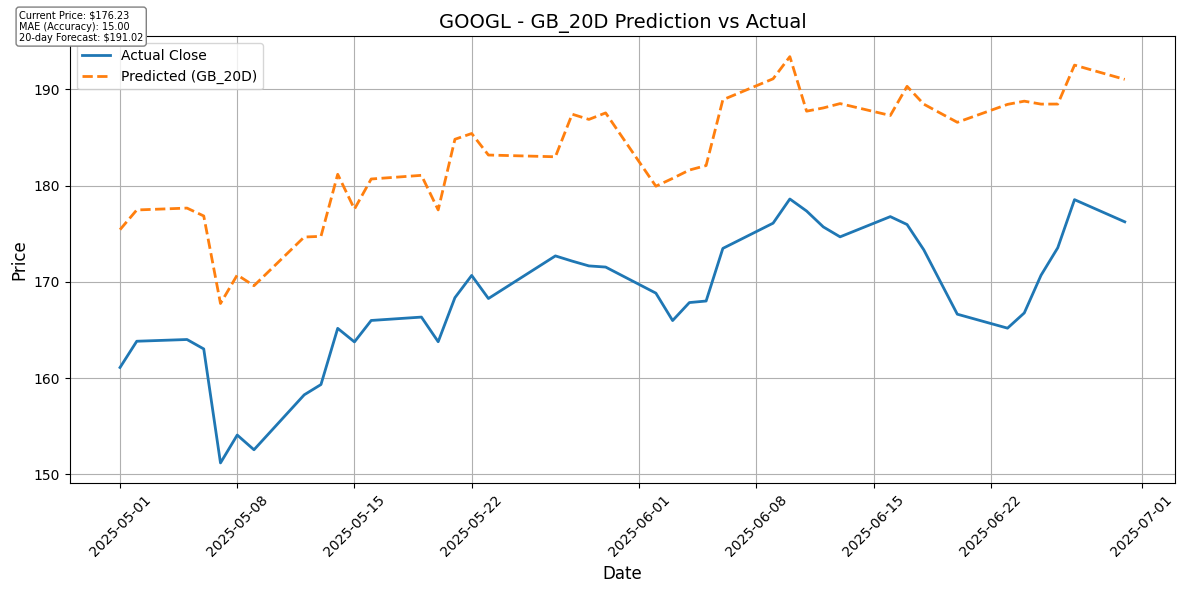 GOOGL - GB_20D Prediction vs Actual
Current Price: $176.23
MAE (Accuracy): 15.00
20-day Forecast: $191.02
Actual Close
Predicted (GB_20D)
Price
190
180
170
160
150
2025-05-01
2025-05-08
2025-05-15
2025-05-22
2025-06-01
2025-06-08
2025-06-15
2025-06-22
2025-07-01
Date